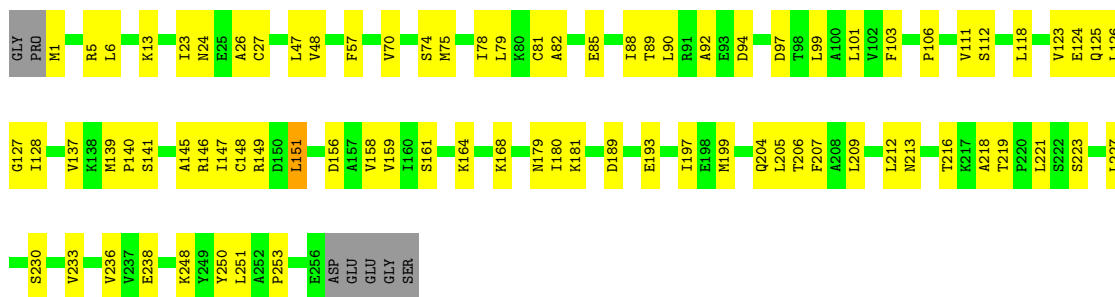 GLY PRO M1 R5 L6 K13 I23 N24 E25 A26 C27 L47 V48 F57 V70 S74 M75 I78 L79 K80 C81 A82 E85 I88 T89 L90 R91 A92 E93 D94 D97 T98 L99 A100 L101 V102 F103 P106 V111 S112 L118 V123 E124 Q125 L126
G127 I128 V137 K138 M139 P140 S141 A145 R146 I147 C148 R149 D150 L151 D156 A157 V158 V159 I160 S161 K164 K168 N179 I180 K181 D189 E193 I197 E198 M199 Q204 L205 T206 F207 A208 L209 L212 N213 T216 K217 A218 T219 P220 L221 S222 S223 L227
S230 V233 V236 V237 E238 K248 Y249 Y250 L251 A252 P253 E256 ASP GLU GLU GLY SER